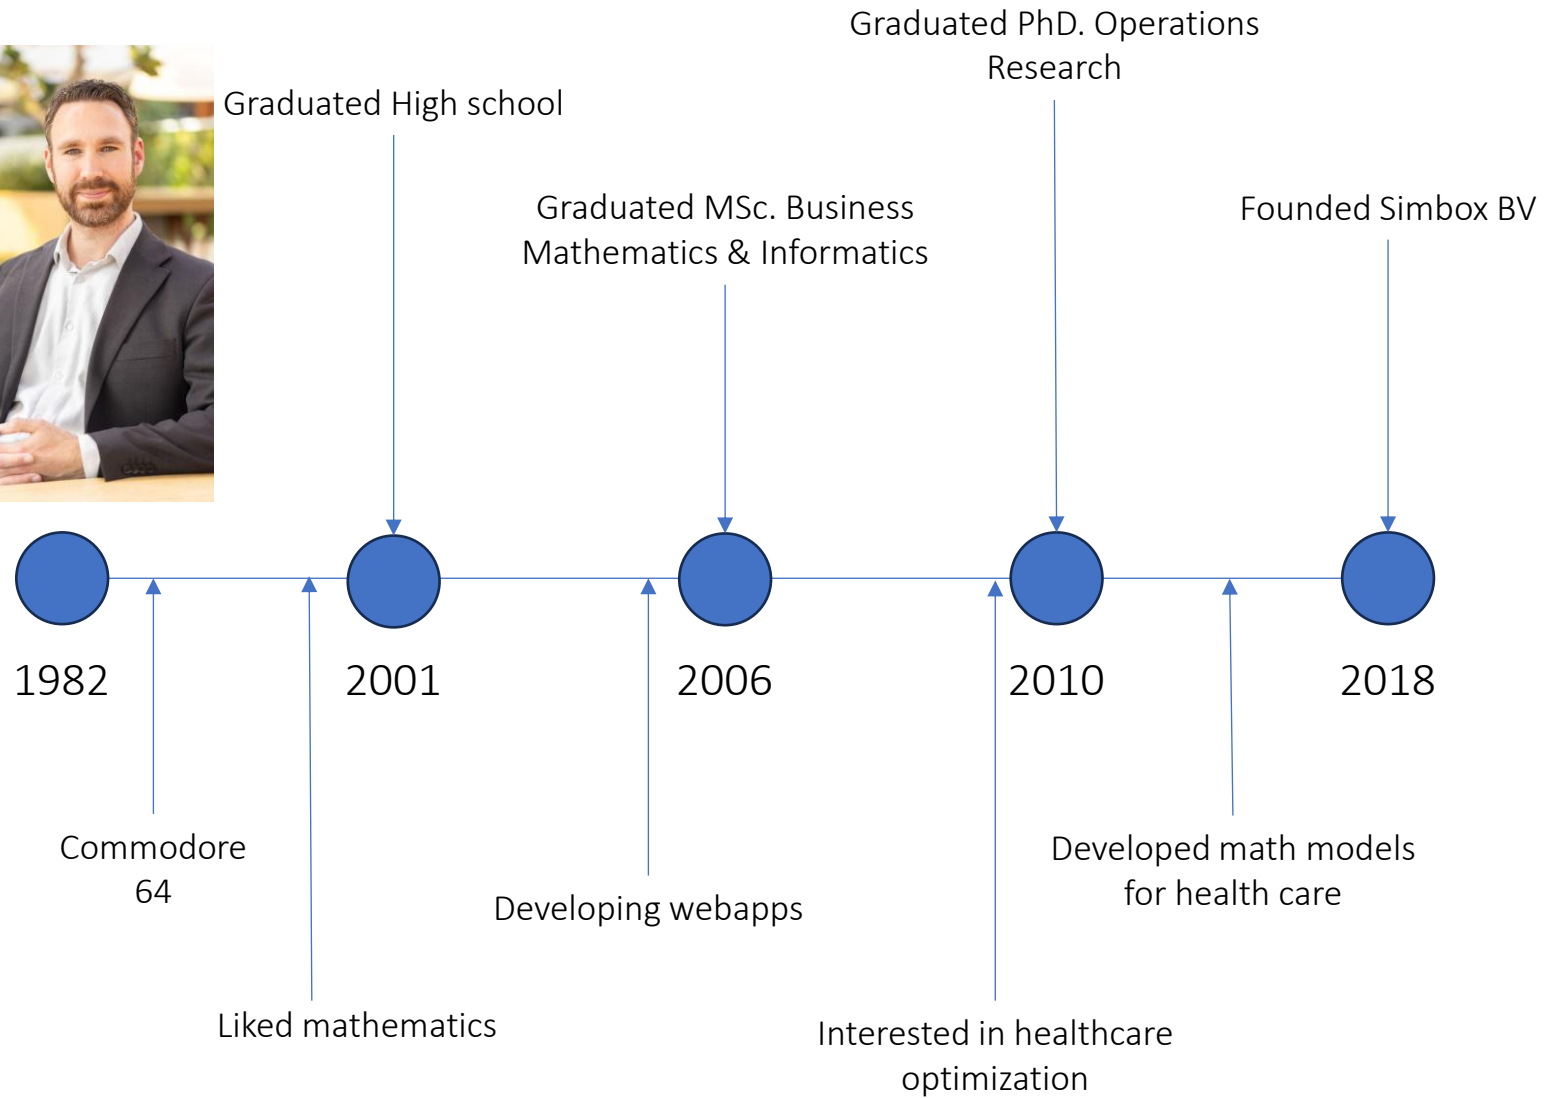 Graduated PhD. Operations
Research
Graduated High school
Graduated MSc. Business
Mathematics & Informatics
Founded Simbox BV
1982
2001
2006
2010
2018
Commodore
64
Developing webapps
Developed math models
for health care
Liked mathematics
Interested in healthcare
optimization